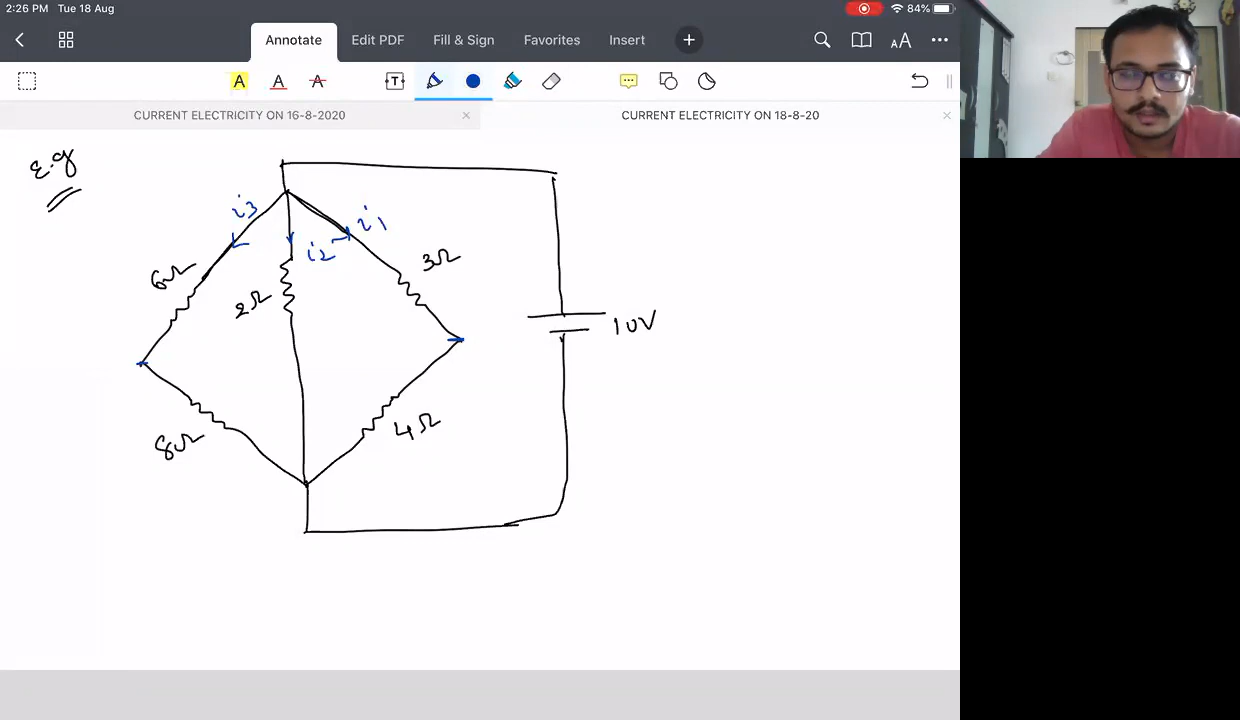 2:26 PM Tue 18 Aug
84%
Annotate Edit PDF Fill & Sign Favorites Insert
AA
A A A T
CURRENT ELECTRICITY ON 16-8-2020
CURRENT ELECTRICITY ON 18-8-20
E.g
i3
i1
i2
6Ω
2Ω
3Ω
10V
8Ω
4Ω